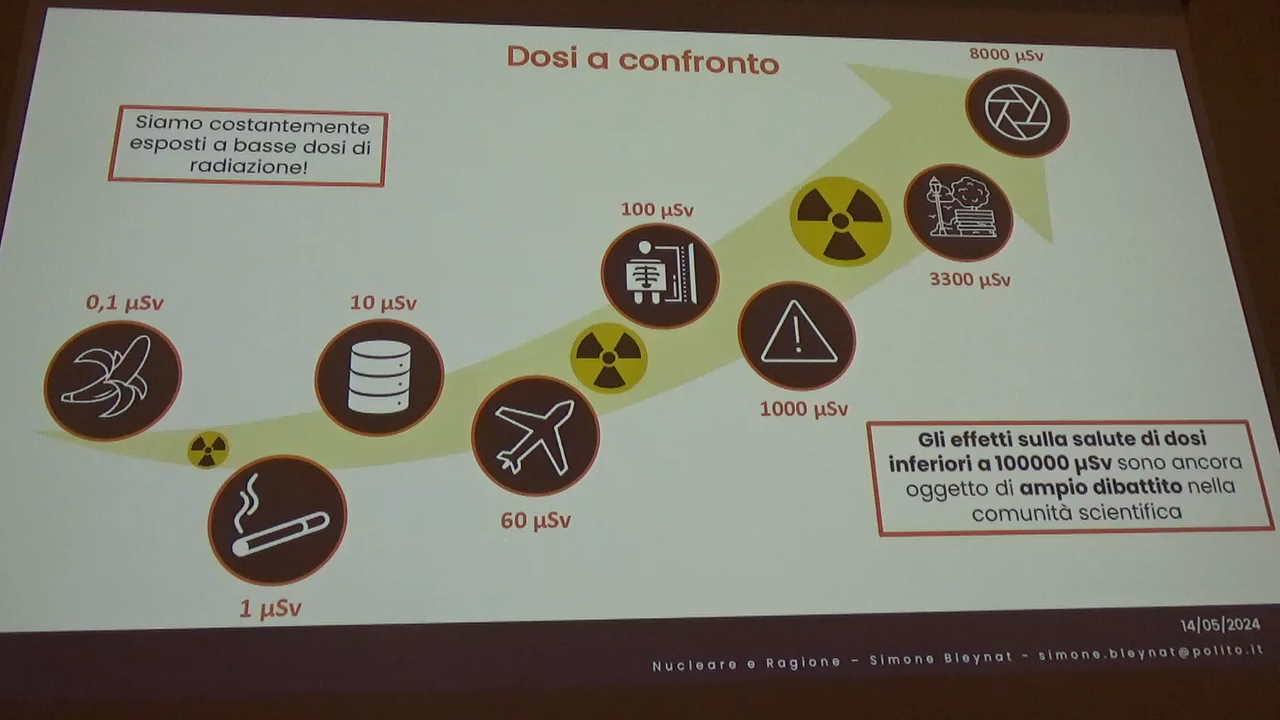 Dosi a confronto
8000 µSv
Siamo costantemente
esposti a basse dosi di
radiazione!
100 µSv
3300 µSv
0,1 µSv
10 µSv
1000 µSv
60 µSv
1 µSv
Gli effetti sulla salute di dosi
inferiori a 100000 µSv sono ancora
oggetto di ampio dibattito nella
comunità scientifica
14/05/2024
Nucleare e Ragione - Simone Bleynat - simone.bleynat@polito.it